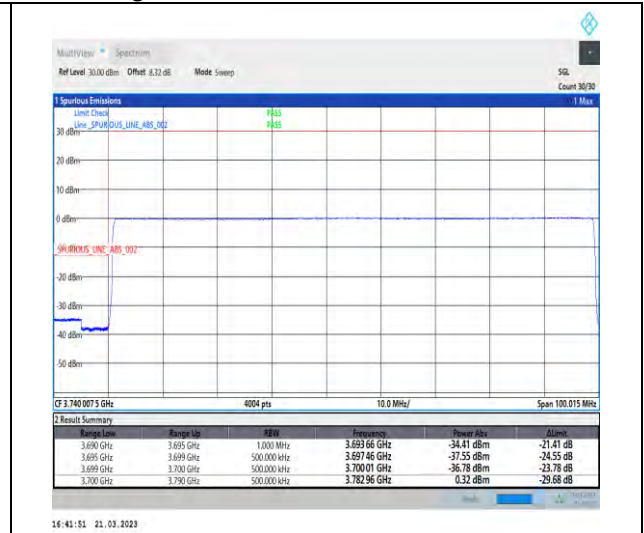 MultiView Spectrum
Ref Level 30.00 dBm Offset 8.32 dB Mode Sweep SGL
Count 30/30
1 Spurious Emissions 1 Max
Limit Check PASS
Line _SPURIOUS_LINE_ABS_002 PASS
30 dBm
20 dBm
10 dBm
0 dBm
_SPURIOUS_LINE_ABS_002
-20 dBm
-30 dBm
-40 dBm
-50 dBm
CF 3.740 007 5 GHz 4004 pts 10.0 MHz/ Span 100.015 MHz
2 Result Summary
Range Low Range Up RBW Frequency Power Abs ΔLimit
3.690 GHz 3.695 GHz 1.000 MHz 3.693 66 GHz -34.41 dBm -21.41 dB
3.695 GHz 3.699 GHz 500.000 kHz 3.697 46 GHz -37.55 dBm -24.55 dB
3.699 GHz 3.700 GHz 500.000 kHz 3.700 01 GHz -36.78 dBm -23.78 dB
3.700 GHz 3.790 GHz 500.000 kHz 3.782 96 GHz 0.32 dBm -29.68 dB
16:41:51 21.03.2023